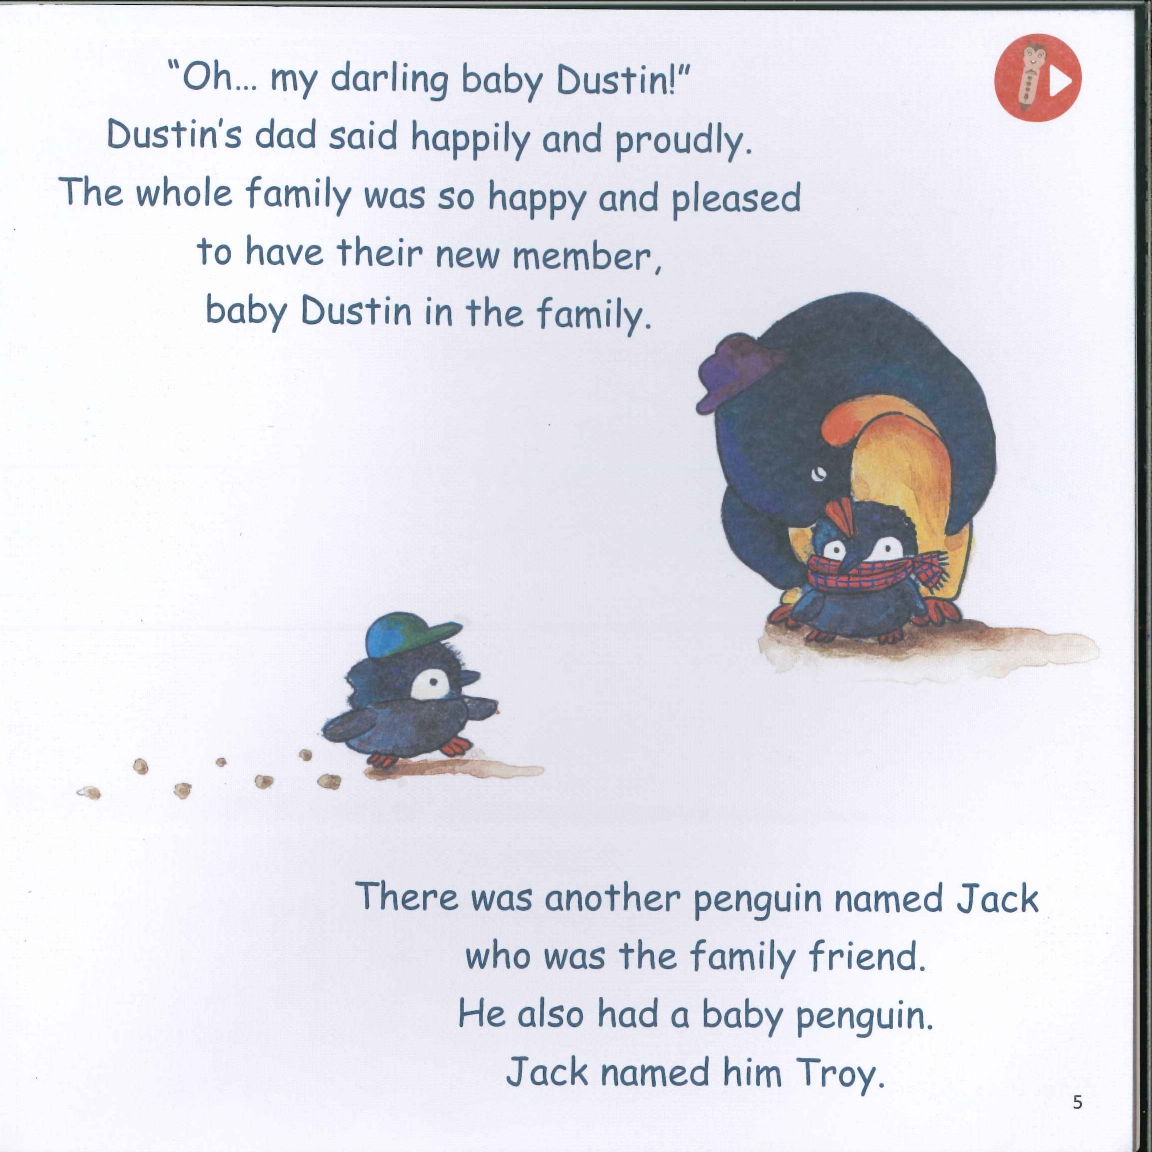 “Oh... my darling baby Dustin!”
Dustin's dad said happily and proudly.
The whole family was so happy and pleased
to have their new member,
baby Dustin in the family.
There was another penguin named Jack
who was the family friend.
He also had a baby penguin.
Jack named him Troy.
5